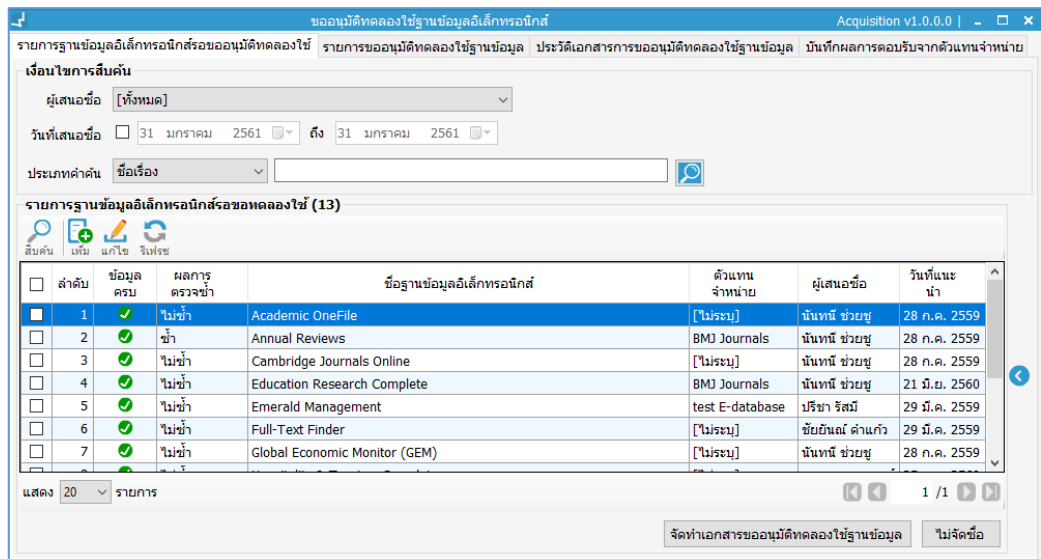 ขออนุมัติทดลองใช้ฐานข้อมูลอิเล็กทรอนิกส์ Acquisition v1.0.0.0 |
รายการฐานข้อมูลอิเล็กทรอนิกส์รอขออนุมัติทดลองใช้ รายการขออนุมัติทดลองใช้ฐานข้อมูล ประวัติเอกสารการขออนุมัติทดลองใช้ฐานข้อมูล บันทึกผลการตอบรับจากตัวแทนจำหน่าย
เงื่อนไขการสืบค้น
ผู้เสนอชื่อ [ทั้งหมด]
วันที่เสนอชื่อ 31 มกราคม 2561 ถึง 31 มกราคม 2561
ประเภทคำค้น ชื่อเรื่อง
รายการฐานข้อมูลอิเล็กทรอนิกส์รอขอทดลองใช้ (13)
สืบค้น เพิ่ม แก้ไข รีเฟรช
ลำดับ ข้อมูลครบ ผลการตรวจซ้ำ ชื่อฐานข้อมูลอิเล็กทรอนิกส์ ตัวแทนจำหน่าย ผู้เสนอชื่อ วันที่แนะนำ
1 ไม่ซ้ำ Academic OneFile [ไม่ระบุ] นันทนี ช่วยชู 28 ก.ค. 2559
2 ซ้ำ Annual Reviews BMJ Journals นันทนี ช่วยชู 28 ก.ค. 2559
3 ไม่ซ้ำ Cambridge Journals Online [ไม่ระบุ] นันทนี ช่วยชู 28 ก.ค. 2559
4 ไม่ซ้ำ Education Research Complete BMJ Journals นันทนี ช่วยชู 21 มิ.ย. 2560
5 ไม่ซ้ำ Emerald Management test E-database ปรีชา รัสมี 29 มี.ค. 2559
6 ไม่ซ้ำ Full-Text Finder [ไม่ระบุ] ชัยยันณ์ ดำแก้ว 29 มี.ค. 2559
7 ไม่ซ้ำ Global Economic Monitor (GEM) [ไม่ระบุ] นันทนี ช่วยชู 28 ก.ค. 2559
แสดง 20 รายการ 1 /1
จัดทำเอกสารขออนุมัติทดลองใช้ฐานข้อมูล ไม่จัดซื้อ